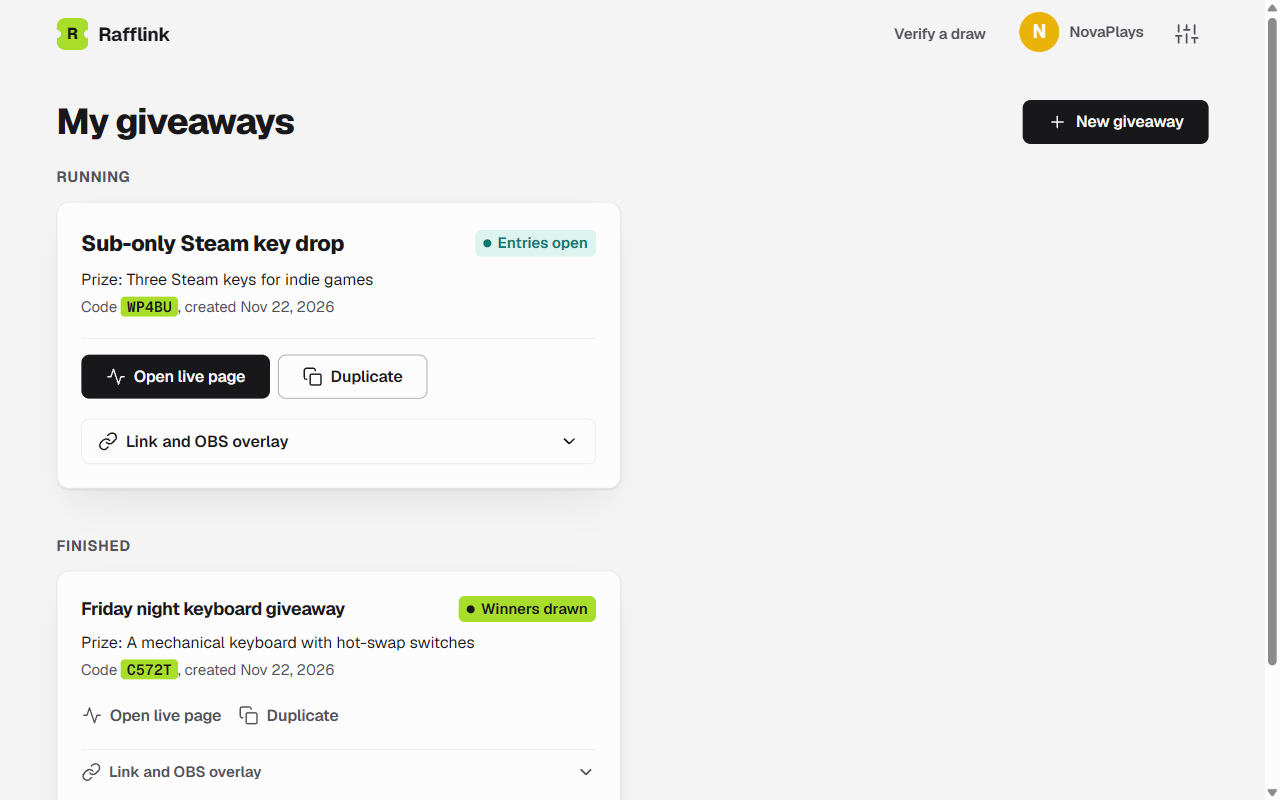 R Rafflink
Verify a draw
N NovaPlays
My giveaways
+ New giveaway
RUNNING
Sub-only Steam key drop
Entries open
Prize: Three Steam keys for indie games
Code WP4BU, created Nov 22, 2026
Open live page
Duplicate
Link and OBS overlay
FINISHED
Friday night keyboard giveaway
Winners drawn
Prize: A mechanical keyboard with hot-swap switches
Code C572T, created Nov 22, 2026
Open live page
Duplicate
Link and OBS overlay